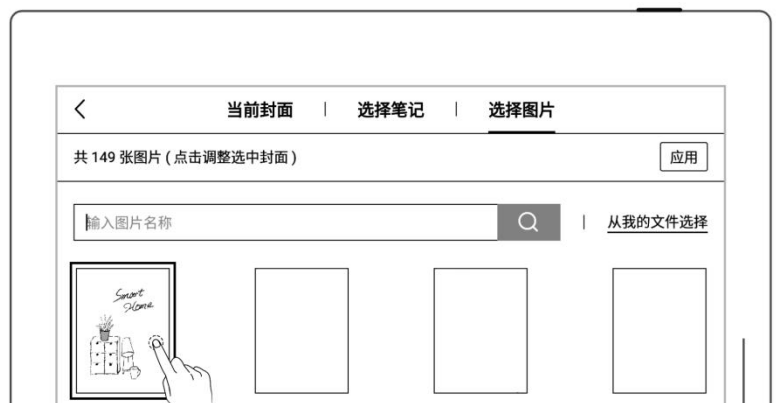 当前封面 | 选择笔记 | 选择图片
共 149 张图片 ( 点击调整选中封面 ) 应用
输入图片名称 | 从我的文件选择
Smart
Home